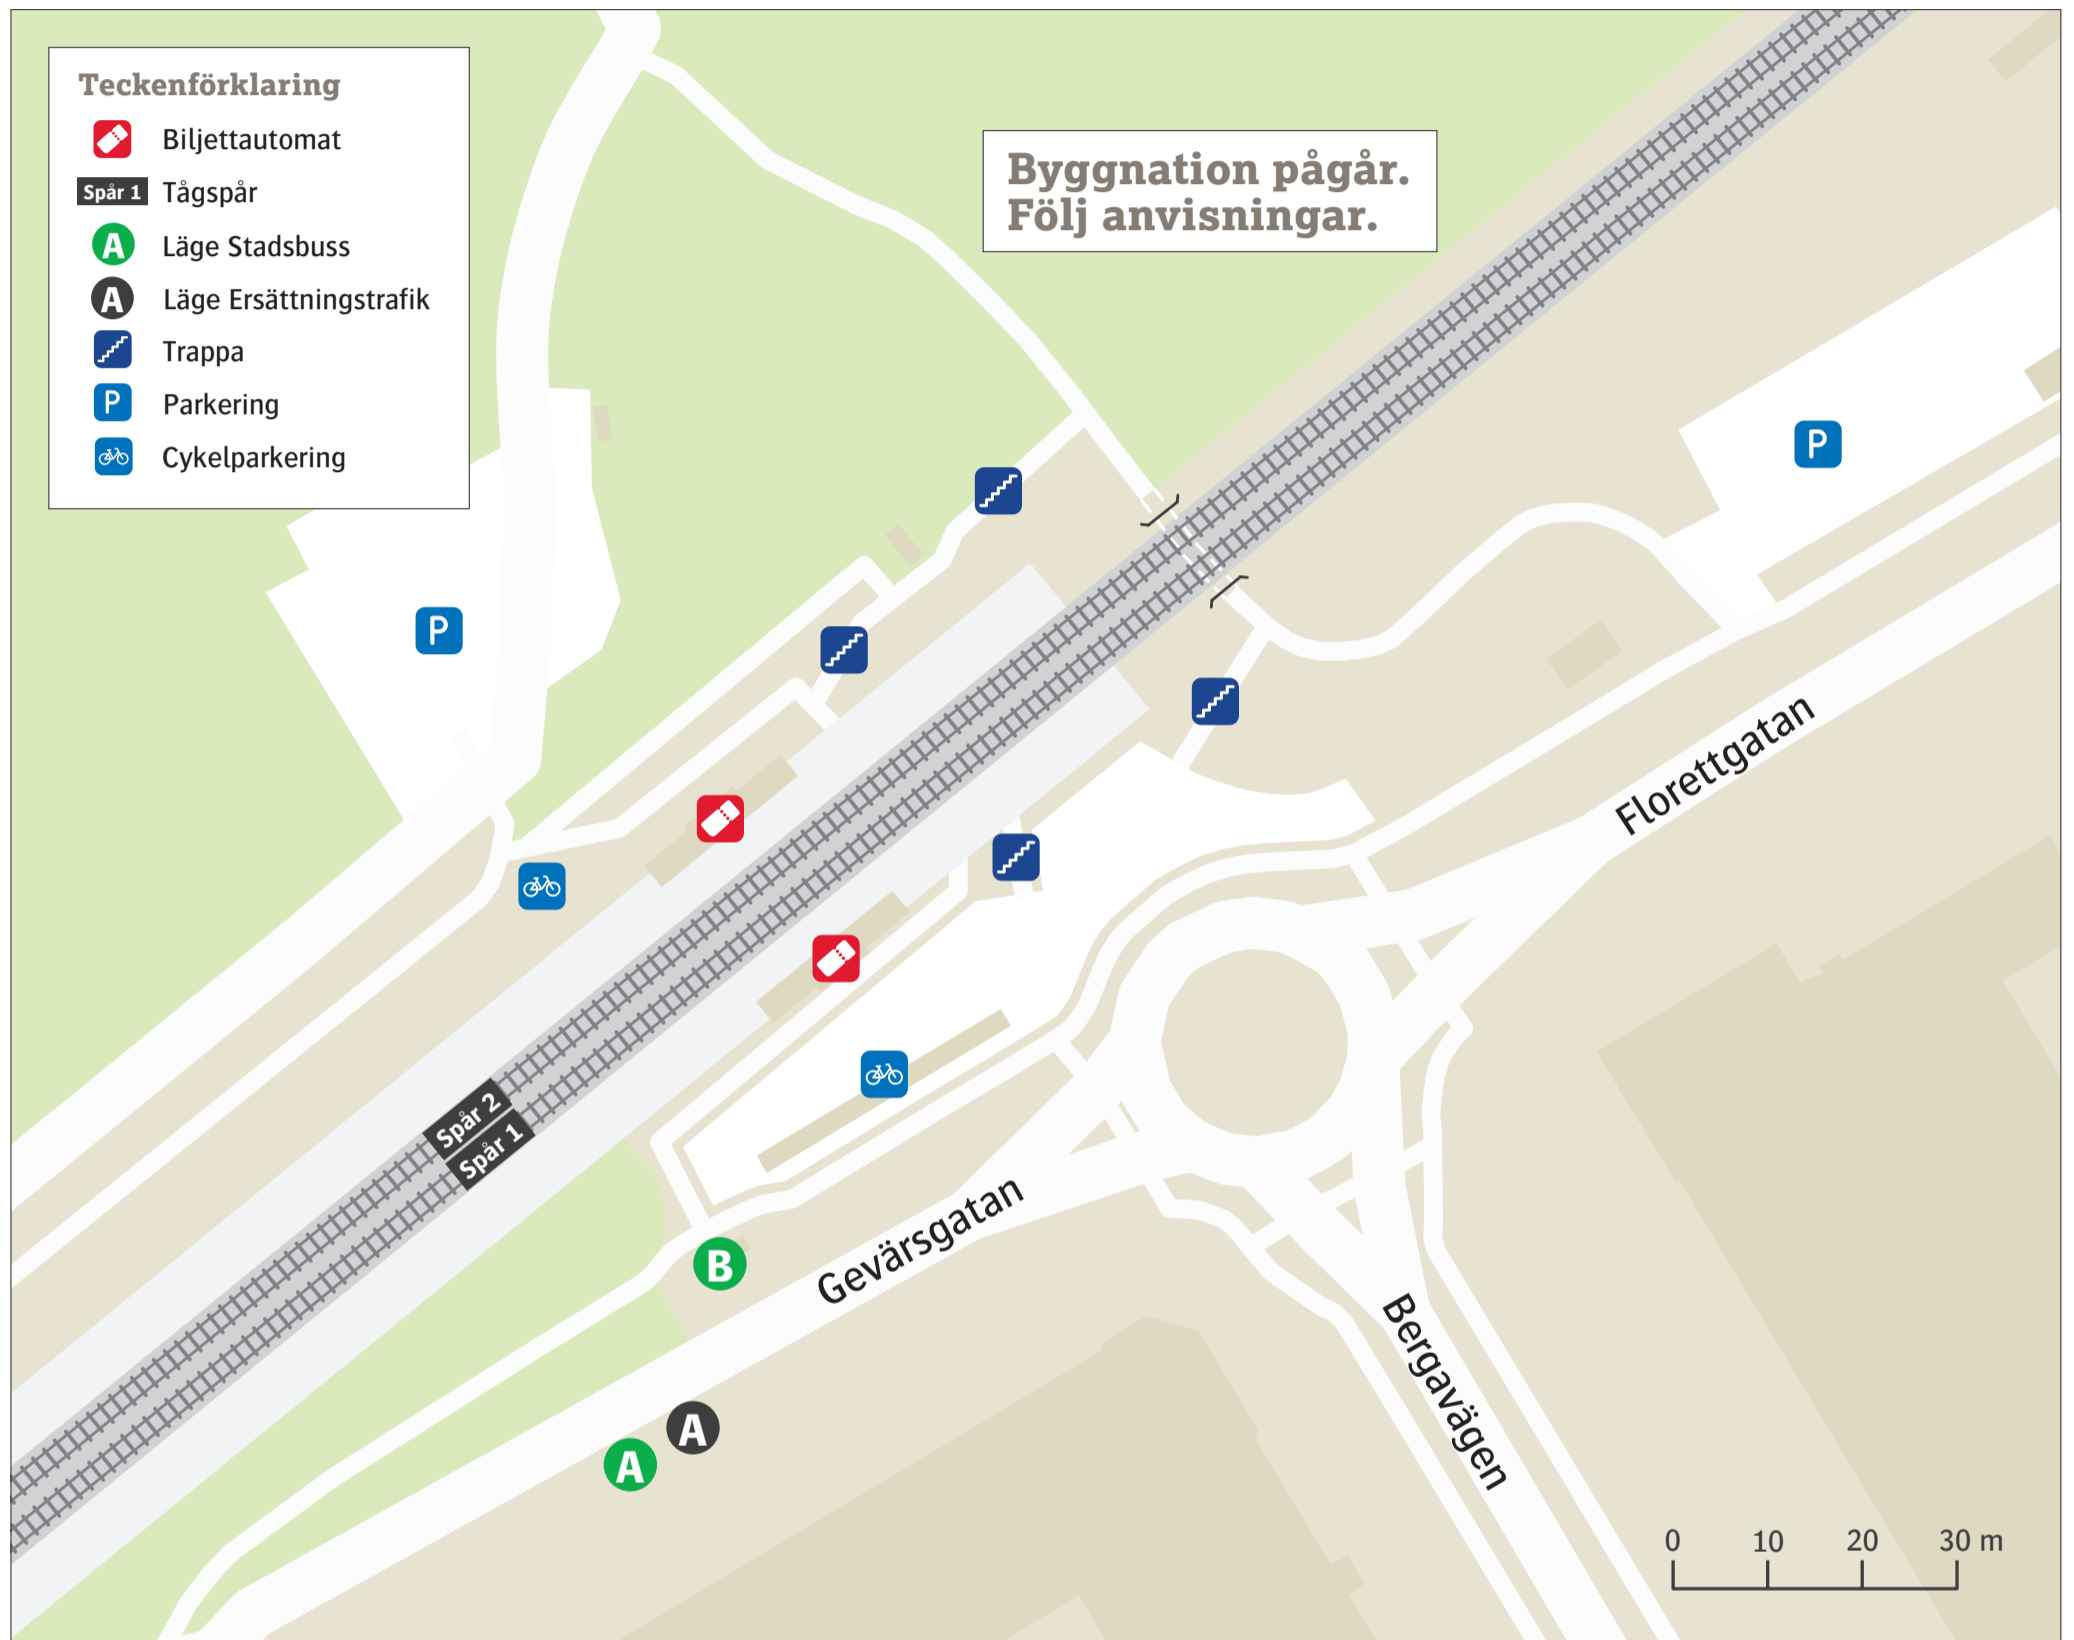 Teckenförklaring
Biljettautomat
Spår 1 Tågspår
A Läge Stadsbuss
A Läge Ersättningstrafik
Trappa
P Parkering
Cykelparkering
Byggnation pågår.
Följ anvisningar.
P
P
Florettgatan
Spår 2
Spår 1
Gevärsgatan
B
Bergavägen
A
A
0 10 20 30 m